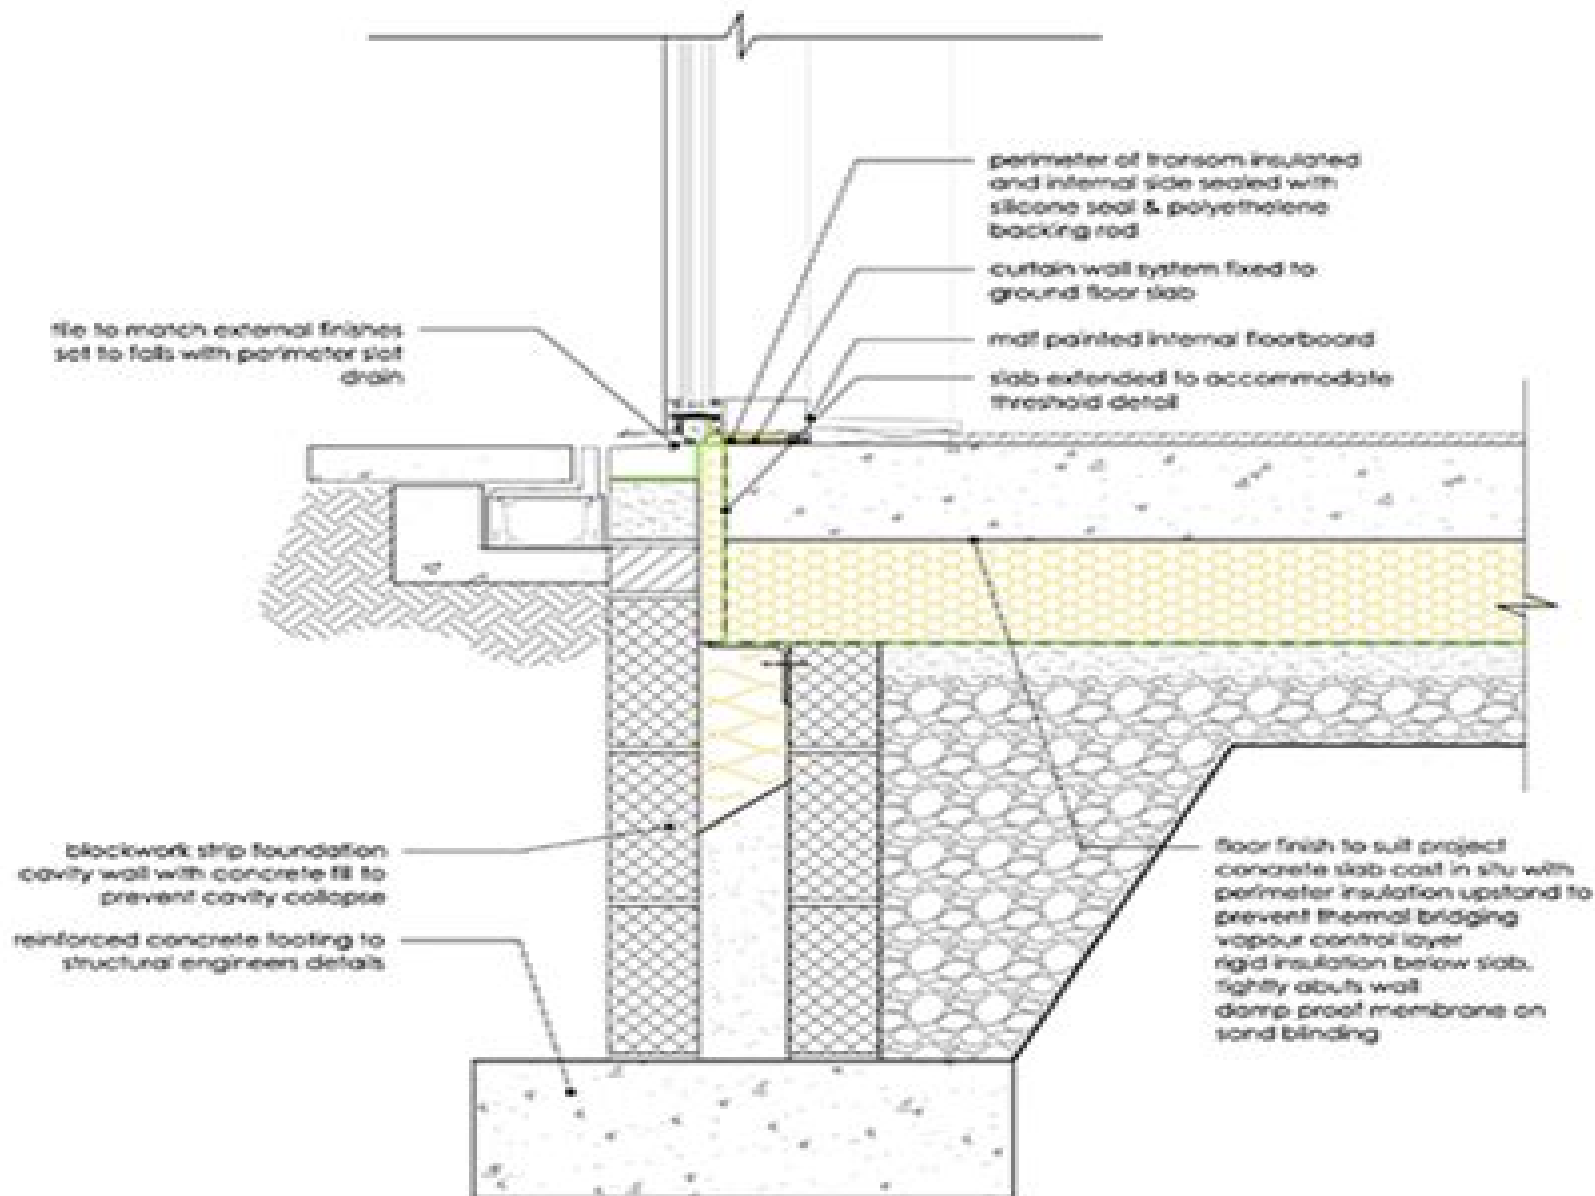 perimeter of transom insulated
and internal side sealed with
silicone seal & polyethelene
backing rod
curtain wall system fixed to
ground floor slab
mdf painted internal floorboard
slab extended to accommodate
threshold detail
tile to match external finishes
set to falls with perimeter slot
drain
blockwork strip foundation
cavity wall with concrete fill to
prevent cavity collapse
reinforced concrete footing to
structural engineers details
floor finish to suit project
concrete slab cast in situ with
perimeter insulation upstand to
prevent thermal bridging
vapour control layer
rigid insulation below slab,
tightly abuts wall
damp proof membrane on
sand blinding